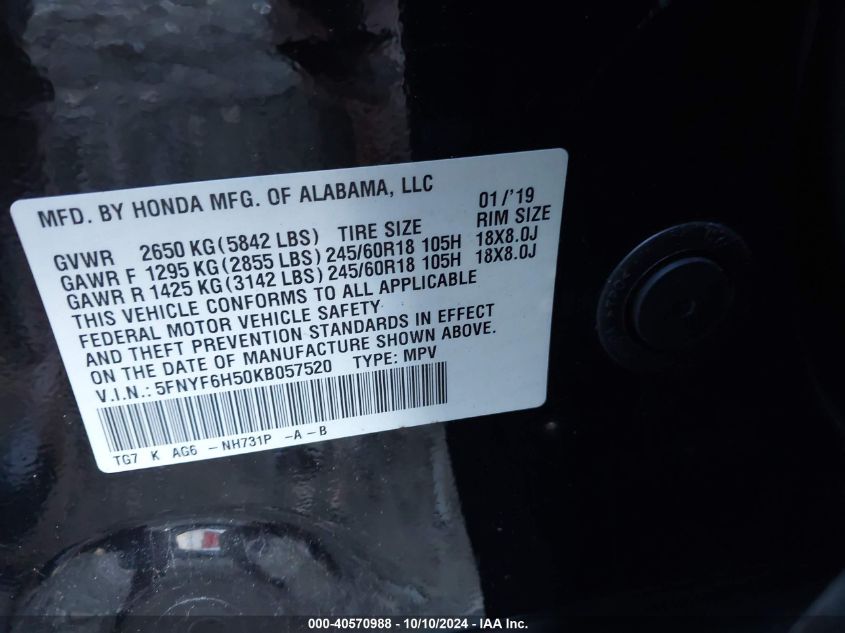 MFD. BY HONDA MFG. OF ALABAMA, LLC 01/'19
GVWR 2650 KG(5842 LBS) TIRE SIZE RIM SIZE
GAWR F 1295 KG(2855 LBS) 245/60R18 105H 18X8.0J
GAWR R 1425 KG(3142 LBS) 245/60R18 105H 18X8.0J
THIS VEHICLE CONFORMS TO ALL APPLICABLE
FEDERAL MOTOR VEHICLE SAFETY
AND THEFT PREVENTION STANDARDS IN EFFECT
ON THE DATE OF MANUFACTURE SHOWN ABOVE.
V.I.N.: 5FNYF6H50KB057520 TYPE: MPV
TG7 K AG6 -NH731P -A-B
000-40570988 - 10/10/2024 - IAA Inc.